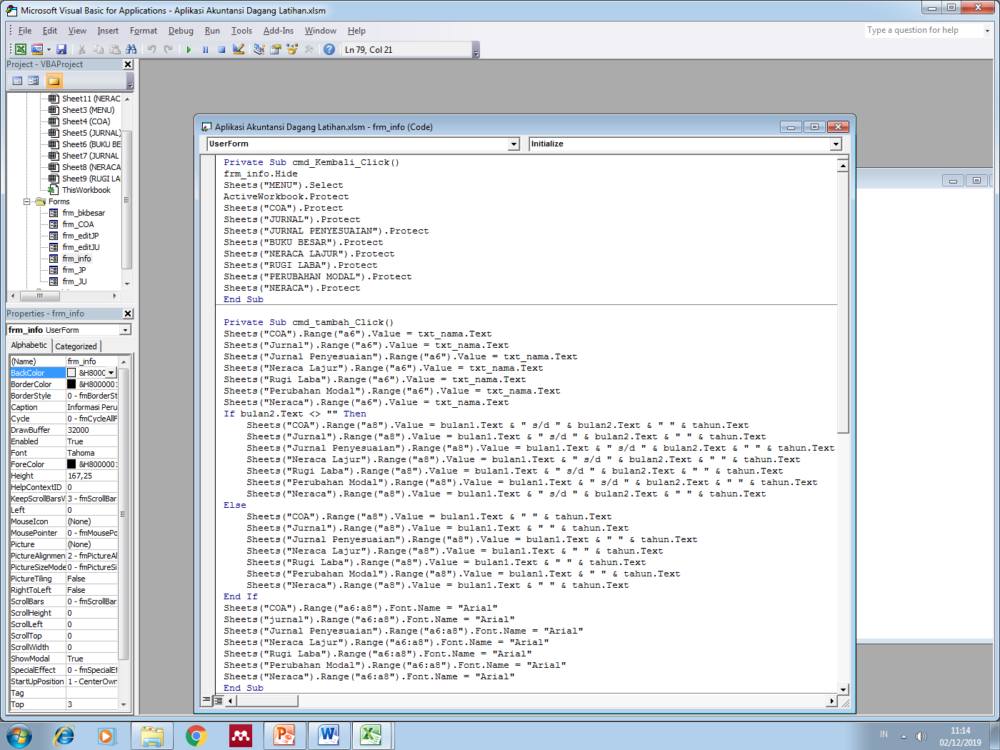 Microsoft Visual Basic for Applications - Aplikasi Akuntansi Dagang Latihan.xlsm
File Edit View Insert Format Debug Run Tools Add-Ins Window Help
Type a question for help
Ln 79, Col 21
Project - VBAProject
Sheet11 (NERAC
Sheet3 (MENU)
Sheet4 (COA)
Sheet5 (JURNAL)
Sheet6 (BUKU BE
Sheet7 (JURNAL
Sheet8 (NERACA
Sheet9 (RUGI LA
ThisWorkbook
Forms
frm_bkbesar
frm_COA
frm_editJP
frm_editJU
frm_info
frm_JP
frm_JU
Properties - frm_info
frm_info UserForm
Alphabetic Categorized
(Name) frm_info
BackColor &H800C
BorderColor &H8000001
BorderStyle 0 - fmBorderSt
Caption Informasi Peru
Cycle 0 - fmCycleAllF
DrawBuffer 32000
Enabled True
Font Tahoma
ForeColor &H8000001
Height 167,25
HelpContextID 0
KeepScrollBarsV 3 - fmScrollBar
Left 0
MouseIcon (None)
MousePointer 0 - fmMousePo
Picture (None)
PictureAlignmen 2 - fmPictureAl
PictureSizeMode 0 - fmPictureSi
PictureTiling False
RightToLeft False
ScrollBars 0 - fmScrollBar
ScrollHeight 0
ScrollLeft 0
ScrollTop 0
ScrollWidth 0
ShowModal True
SpecialEffect 0 - fmSpecialEf
StartUpPosition 1 - CenterOwn
Tag
Top 3
Aplikasi Akuntansi Dagang Latihan.xlsm - frm_info (Code)
UserForm Initialize
Private Sub cmd_Kembali_Click()
frm_info.Hide
Sheets("MENU").Select
ActiveWorkbook.Protect
Sheets("COA").Protect
Sheets("JURNAL").Protect
Sheets("JURNAL PENYESUAIAN").Protect
Sheets("BUKU BESAR").Protect
Sheets("NERACA LAJUR").Protect
Sheets("RUGI LABA").Protect
Sheets("PERUBAHAN MODAL").Protect
Sheets("NERACA").Protect
End Sub
Private Sub cmd_tambah_Click()
Sheets("COA").Range("a6").Value = txt_nama.Text
Sheets("Jurnal").Range("a6").Value = txt_nama.Text
Sheets("Jurnal Penyesuaian").Range("a6").Value = txt_nama.Text
Sheets("Neraca Lajur").Range("a6").Value = txt_nama.Text
Sheets("Rugi Laba").Range("a6").Value = txt_nama.Text
Sheets("Perubahan Modal").Range("a6").Value = txt_nama.Text
Sheets("Neraca").Range("a6").Value = txt_nama.Text
If bulan2.Text <> "" Then
Sheets("COA").Range("a8").Value = bulan1.Text & " s/d " & bulan2.Text & " " & tahun.Text
Sheets("Jurnal").Range("a8").Value = bulan1.Text & " s/d " & bulan2.Text & " " & tahun.Text
Sheets("Jurnal Penyesuaian").Range("a8").Value = bulan1.Text & " s/d " & bulan2.Text & " " & tahun.Text
Sheets("Neraca Lajur").Range("a8").Value = bulan1.Text & " s/d " & bulan2.Text & " " & tahun.Text
Sheets("Rugi Laba").Range("a8").Value = bulan1.Text & " s/d " & bulan2.Text & " " & tahun.Text
Sheets("Perubahan Modal").Range("a8").Value = bulan1.Text & " s/d " & bulan2.Text & " " & tahun.Text
Sheets("Neraca").Range("a8").Value = bulan1.Text & " s/d " & bulan2.Text & " " & tahun.Text
Else
Sheets("COA").Range("a8").Value = bulan1.Text & " " & tahun.Text
Sheets("Jurnal").Range("a8").Value = bulan1.Text & " " & tahun.Text
Sheets("Jurnal Penyesuaian").Range("a8").Value = bulan1.Text & " " & tahun.Text
Sheets("Neraca Lajur").Range("a8").Value = bulan1.Text & " " & tahun.Text
Sheets("Rugi Laba").Range("a8").Value = bulan1.Text & " " & tahun.Text
Sheets("Perubahan Modal").Range("a8").Value = bulan1.Text & " " & tahun.Text
Sheets("Neraca").Range("a8").Value = bulan1.Text & " " & tahun.Text
End If
Sheets("COA").Range("a6:a8").Font.Name = "Arial"
Sheets("jurnal").Range("a6:a8").Font.Name = "Arial"
Sheets("Jurnal Penyesuaian").Range("a6:a8").Font.Name = "Arial"
Sheets("Neraca Lajur").Range("a6:a8").Font.Name = "Arial"
Sheets("Rugi Laba").Range("a6:a8").Font.Name = "Arial"
Sheets("Perubahan Modal").Range("a6:a8").Font.Name = "Arial"
Sheets("Neraca").Range("a6:a8").Font.Name = "Arial"
End Sub
IN
11:14
02/12/2019